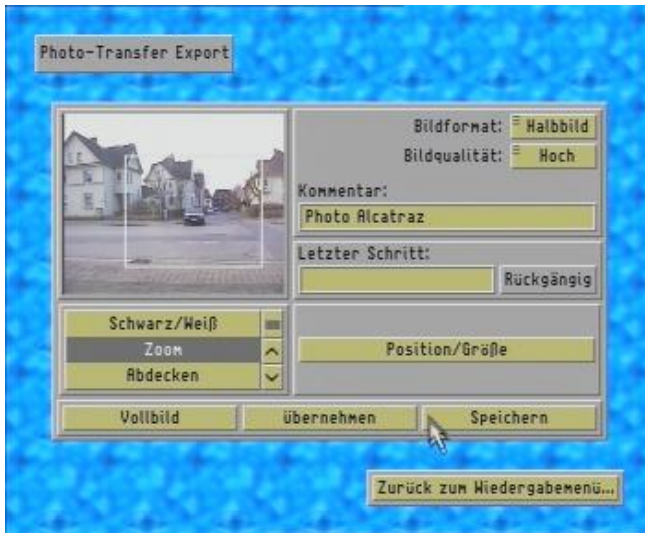 Photo-Transfer Export
Bildformat: Halbbild
Bildqualität: Hoch
Kommentar:
Photo Alcatraz
Letzter Schritt:
Rückgängig
Schwarz/Weiß
Zoom
Abdecken
Position/Größe
Vollbild übernehmen Speichern
Zurück zum Wiedergabemenü...